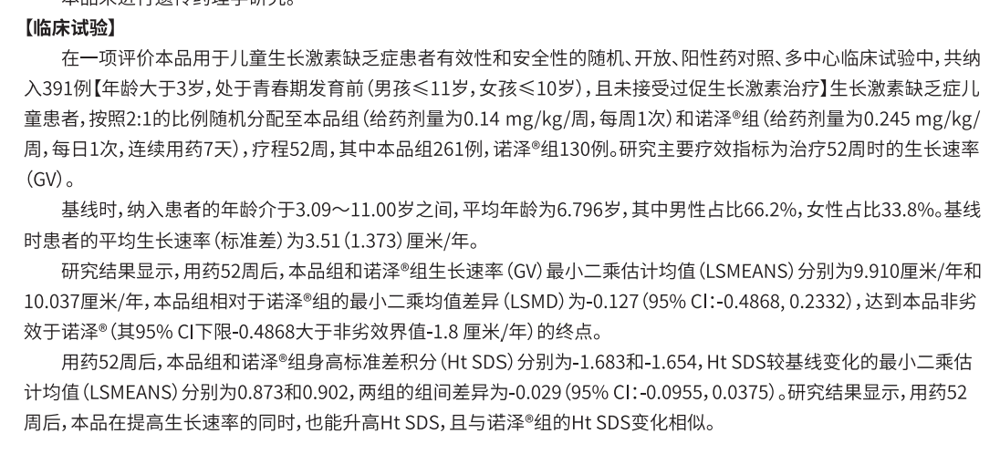 本品未进行遗传药理学研究。
【临床试验】
在一项评价本品用于儿童生长激素缺乏症患者有效性和安全性的随机、开放、阳性药对照、多中心临床试验中,共纳
入391例【年龄大于3岁,处于青春期发育前(男孩≤11岁,女孩≤10岁),且未接受过促生长激素治疗】生长激素缺乏症儿
童患者,按照2:1的比例随机分配至本品组(给药剂量为0.14 mg/kg/周,每周1次)和诺泽®组(给药剂量为0.245 mg/kg/
周,每日1次,连续用药7天),疗程52周,其中本品组261例,诺泽®组130例。研究主要疗效指标为治疗52周时的生长速率
(GV)。
基线时,纳入患者的年龄介于3.09～11.00岁之间,平均年龄为6.796岁,其中男性占比66.2%,女性占比33.8%。基线
时患者的平均生长速率(标准差)为3.51(1.373)厘米/年。
研究结果显示,用药52周后,本品组和诺泽®组生长速率(GV)最小二乘估计均值(LSMEANS)分别为9.910厘米/年和
10.037厘米/年,本品组相对于诺泽®组的最小二乘均值差异(LSMD)为-0.127(95% CI:-0.4868, 0.2332),达到本品非劣
效于诺泽®(其95% CI下限-0.4868大于非劣效界值-1.8 厘米/年)的终点。
用药52周后,本品组和诺泽®组身高标准差积分(Ht SDS)分别为-1.683和-1.654,Ht SDS较基线变化的最小二乘估
计均值(LSMEANS)分别为0.873和0.902,两组的组间差异为-0.029(95% CI:-0.0955, 0.0375)。研究结果显示,用药52
周后,本品在提高生长速率的同时,也能升高Ht SDS,且与诺泽®组的Ht SDS变化相似。